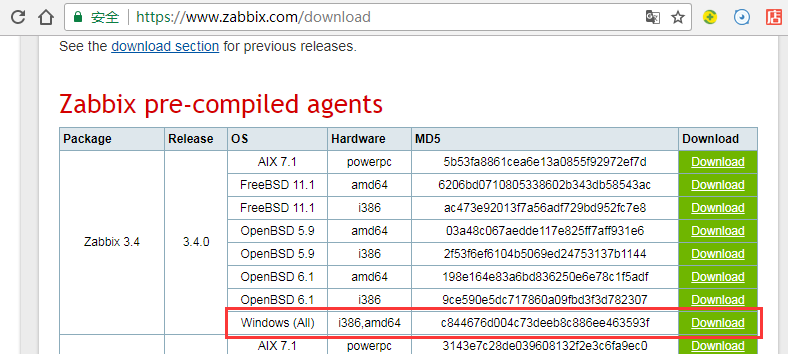 安全 https://www.zabbix.com/download 店
See the download section for previous releases.
Zabbix pre-compiled agents
Package Release OS Hardware MD5 Download
AIX 7.1 powerpc 5b53fa8861cea6e13a0855f92972ef7d Download
FreeBSD 11.1 amd64 6206bd0710805338602b343db58543ac Download
FreeBSD 11.1 i386 ac473e92013f7a56adf729bd952fc7e8 Download
OpenBSD 5.9 amd64 03a48c067aedde117e825ff7aff931e6 Download
Zabbix 3.4 3.4.0 OpenBSD 5.9 i386 2f53f6ef6104b5069ed24753137b1144 Download
OpenBSD 6.1 amd64 198e164e83a6bd836250e6e78c1f5adf Download
OpenBSD 6.1 i386 9ce590e5dc717860a09fbd3f3d782307 Download
Windows (All) i386,amd64 c844676d004c73deeb8c886ee463593f Download
AIX 7.1 powerpc 3143e7c28de039608132f2e3c6fa9ec0 Download